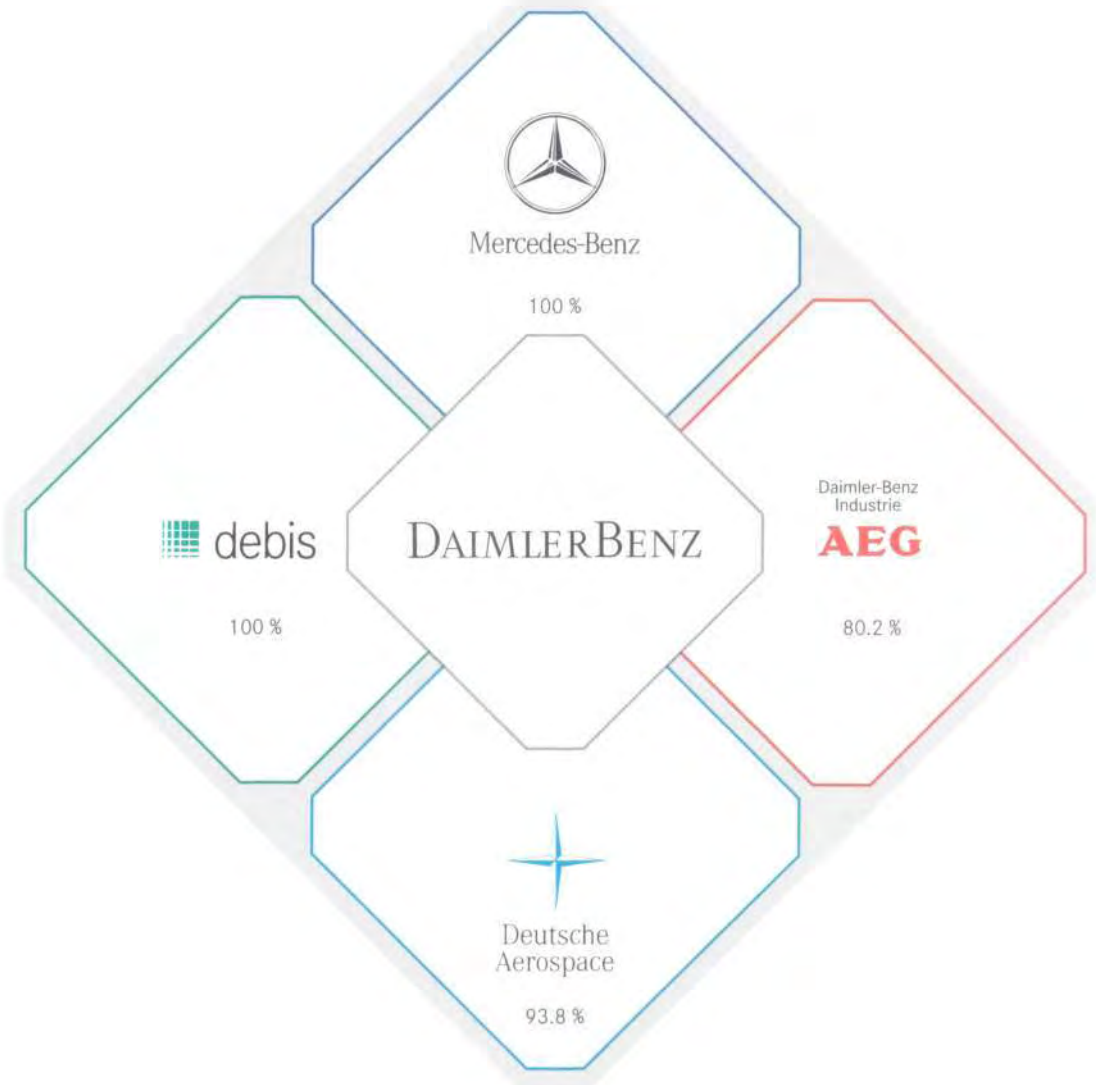 Mercedes-Benz
100 %
debis
100 %
DAIMLERBENZ
Daimler-Benz
Industrie
AEG
80.2 %
Deutsche
Aerospace
93.8 %